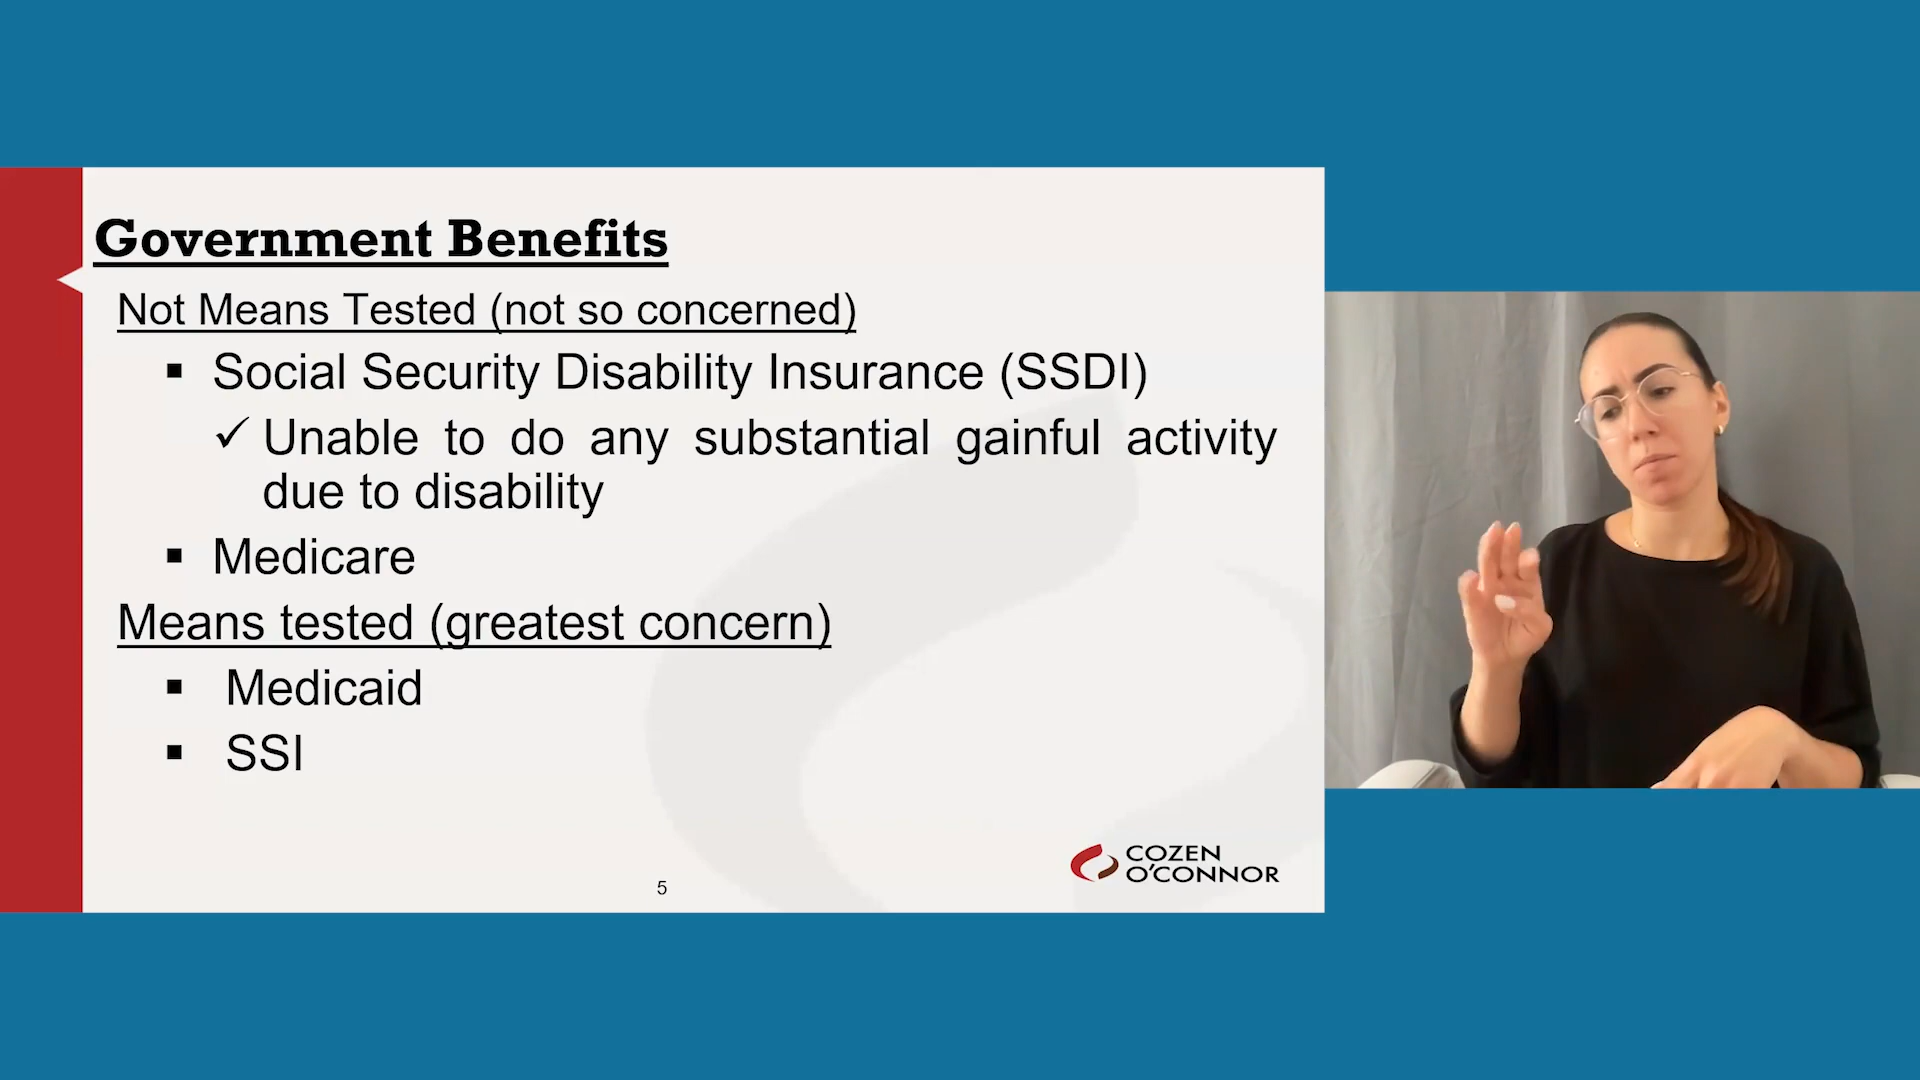 Government Benefits
Not Means Tested (not so concerned)
▪ Social Security Disability Insurance (SSDI)
✓ Unable to do any substantial gainful activity
due to disability
▪ Medicare
Means tested (greatest concern)
▪ Medicaid
▪ SSI
COZEN
O'CONNOR
5